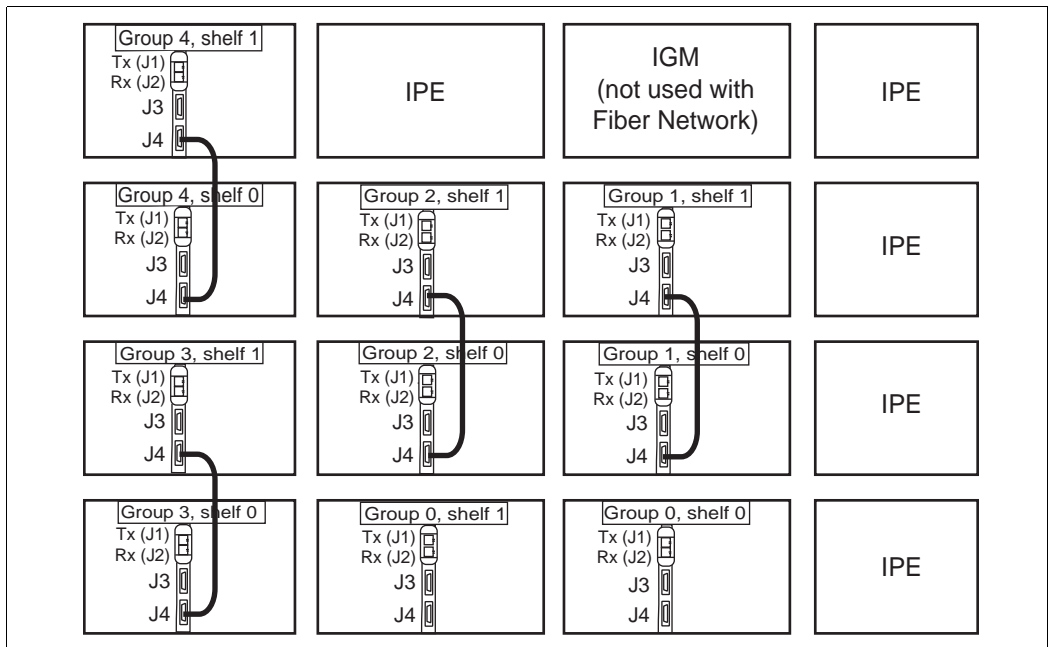 Group 4, shelf 1
Tx (J1)
Rx (J2)
J3
J4
IPE
IGM
(not used with
Fiber Network)
IPE
Group 4, shelf 0
Tx (J1)
Rx (J2)
J3
J4
Group 2, shelf 1
Tx (J1)
Rx (J2)
J3
J4
Group 1, shelf 1
Tx (J1)
Rx (J2)
J3
J4
IPE
Group 3, shelf 1
Tx (J1)
Rx (J2)
J3
J4
Group 2, shelf 0
Tx (J1)
Rx (J2)
J3
J4
Group 1, shelf 0
Tx (J1)
Rx (J2)
J3
J4
IPE
Group 3, shelf 0
Tx (J1)
Rx (J2)
J3
J4
Group 0, shelf 1
Tx (J1)
Rx (J2)
J3
J4
Group 0, shelf 0
Tx (J1)
Rx (J2)
J3
J4
IPE